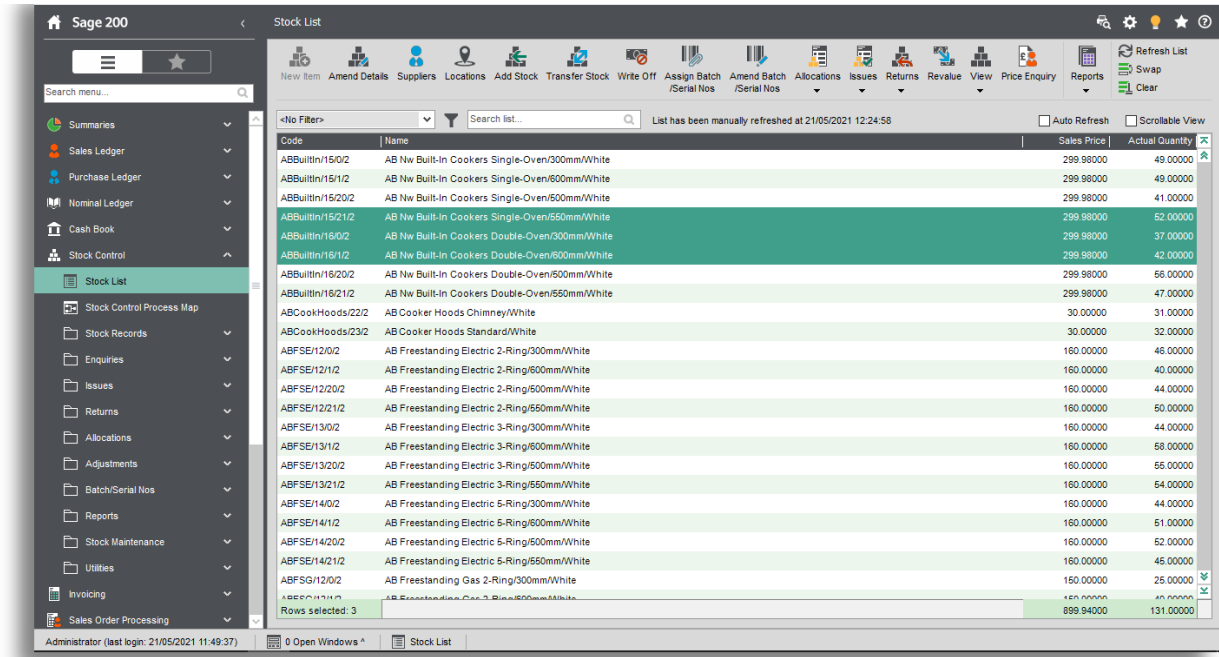 Sage 200
Stock List
New Item Amend Details Suppliers Locations Add Stock Transfer Stock Write Off Assign Batch /Serial Nos Amend Batch /Serial Nos Allocations Issues Returns Revalue View Price Enquiry Reports
Refresh List
Swap
Clear
Search menu...
<No Filter> Search list... List has been manually refreshed at 21/05/2021 12:24:58 Auto Refresh Scrollable View
Summaries
Sales Ledger
Purchase Ledger
Nominal Ledger
Cash Book
Stock Control
Stock List
Stock Control Process Map
Stock Records
Enquiries
Issues
Returns
Allocations
Adjustments
Batch/Serial Nos
Reports
Stock Maintenance
Utilities
Invoicing
Sales Order Processing
Code Name Sales Price Actual Quantity
ABBuiltIn/15/0/2 AB Nw Built-In Cookers Single-Oven/300mm/White 299.98000 49.00000
ABBuiltIn/15/1/2 AB Nw Built-In Cookers Single-Oven/600mm/White 299.98000 49.00000
ABBuiltIn/15/20/2 AB Nw Built-In Cookers Single-Oven/500mm/White 299.98000 41.00000
ABBuiltIn/15/21/2 AB Nw Built-In Cookers Single-Oven/550mm/White 299.98000 52.00000
ABBuiltIn/16/0/2 AB Nw Built-In Cookers Double-Oven/300mm/White 299.98000 37.00000
ABBuiltIn/16/1/2 AB Nw Built-In Cookers Double-Oven/600mm/White 299.98000 42.00000
ABBuiltIn/16/20/2 AB Nw Built-In Cookers Double-Oven/500mm/White 299.98000 56.00000
ABBuiltIn/16/21/2 AB Nw Built-In Cookers Double-Oven/550mm/White 299.98000 47.00000
ABCookHoods/22/2 AB Cooker Hoods Chimney/White 30.00000 31.00000
ABCookHoods/23/2 AB Cooker Hoods Standard/White 30.00000 32.00000
ABFSE/12/0/2 AB Freestanding Electric 2-Ring/300mm/White 160.00000 46.00000
ABFSE/12/1/2 AB Freestanding Electric 2-Ring/600mm/White 160.00000 40.00000
ABFSE/12/20/2 AB Freestanding Electric 2-Ring/500mm/White 160.00000 44.00000
ABFSE/12/21/2 AB Freestanding Electric 2-Ring/550mm/White 160.00000 50.00000
ABFSE/13/0/2 AB Freestanding Electric 3-Ring/300mm/White 160.00000 44.00000
ABFSE/13/1/2 AB Freestanding Electric 3-Ring/600mm/White 160.00000 58.00000
ABFSE/13/20/2 AB Freestanding Electric 3-Ring/500mm/White 160.00000 55.00000
ABFSE/13/21/2 AB Freestanding Electric 3-Ring/550mm/White 160.00000 54.00000
ABFSE/14/0/2 AB Freestanding Electric 5-Ring/300mm/White 160.00000 44.00000
ABFSE/14/1/2 AB Freestanding Electric 5-Ring/600mm/White 160.00000 51.00000
ABFSE/14/20/2 AB Freestanding Electric 5-Ring/500mm/White 160.00000 52.00000
ABFSE/14/21/2 AB Freestanding Electric 5-Ring/550mm/White 160.00000 45.00000
ABFSG/12/0/2 AB Freestanding Gas 2-Ring/300mm/White 150.00000 25.00000
ABFSG/12/1/2 AB Freestanding Gas 2-Ring/600mm/White 150.00000 40.00000
Rows selected: 3 899.94000 131.00000
Administrator (last login: 21/05/2021 11:49:37) 0 Open Windows ^ Stock List